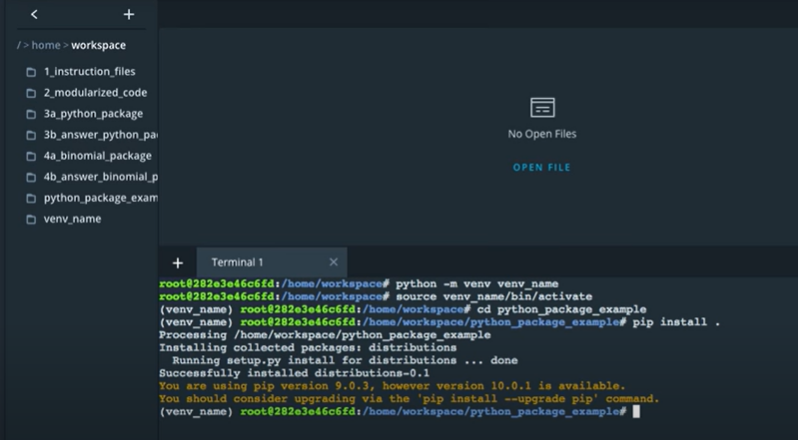 < +
/ > home > workspace
1_instruction_files
2_modularized_code
3a_python_package
3b_answer_python_pa
4a_binomial_package
4b_answer_binomial_p
python_package_exam
venv_name
No Open Files
OPEN FILE
+ Terminal 1 ×
root@282e3e46c6fd:/home/workspace# python -m venv venv_name
root@282e3e46c6fd:/home/workspace# source venv_name/bin/activate
(venv_name) root@282e3e46c6fd:/home/workspace# cd python_package_example
(venv_name) root@282e3e46c6fd:/home/workspace/python_package_example# pip install .
Processing /home/workspace/python_package_example
Installing collected packages: distributions
Running setup.py install for distributions ... done
Successfully installed distributions-0.1
You are using pip version 9.0.3, however version 10.0.1 is available.
You should consider upgrading via the 'pip install --upgrade pip' command.
(venv_name) root@282e3e46c6fd:/home/workspace/python_package_example#